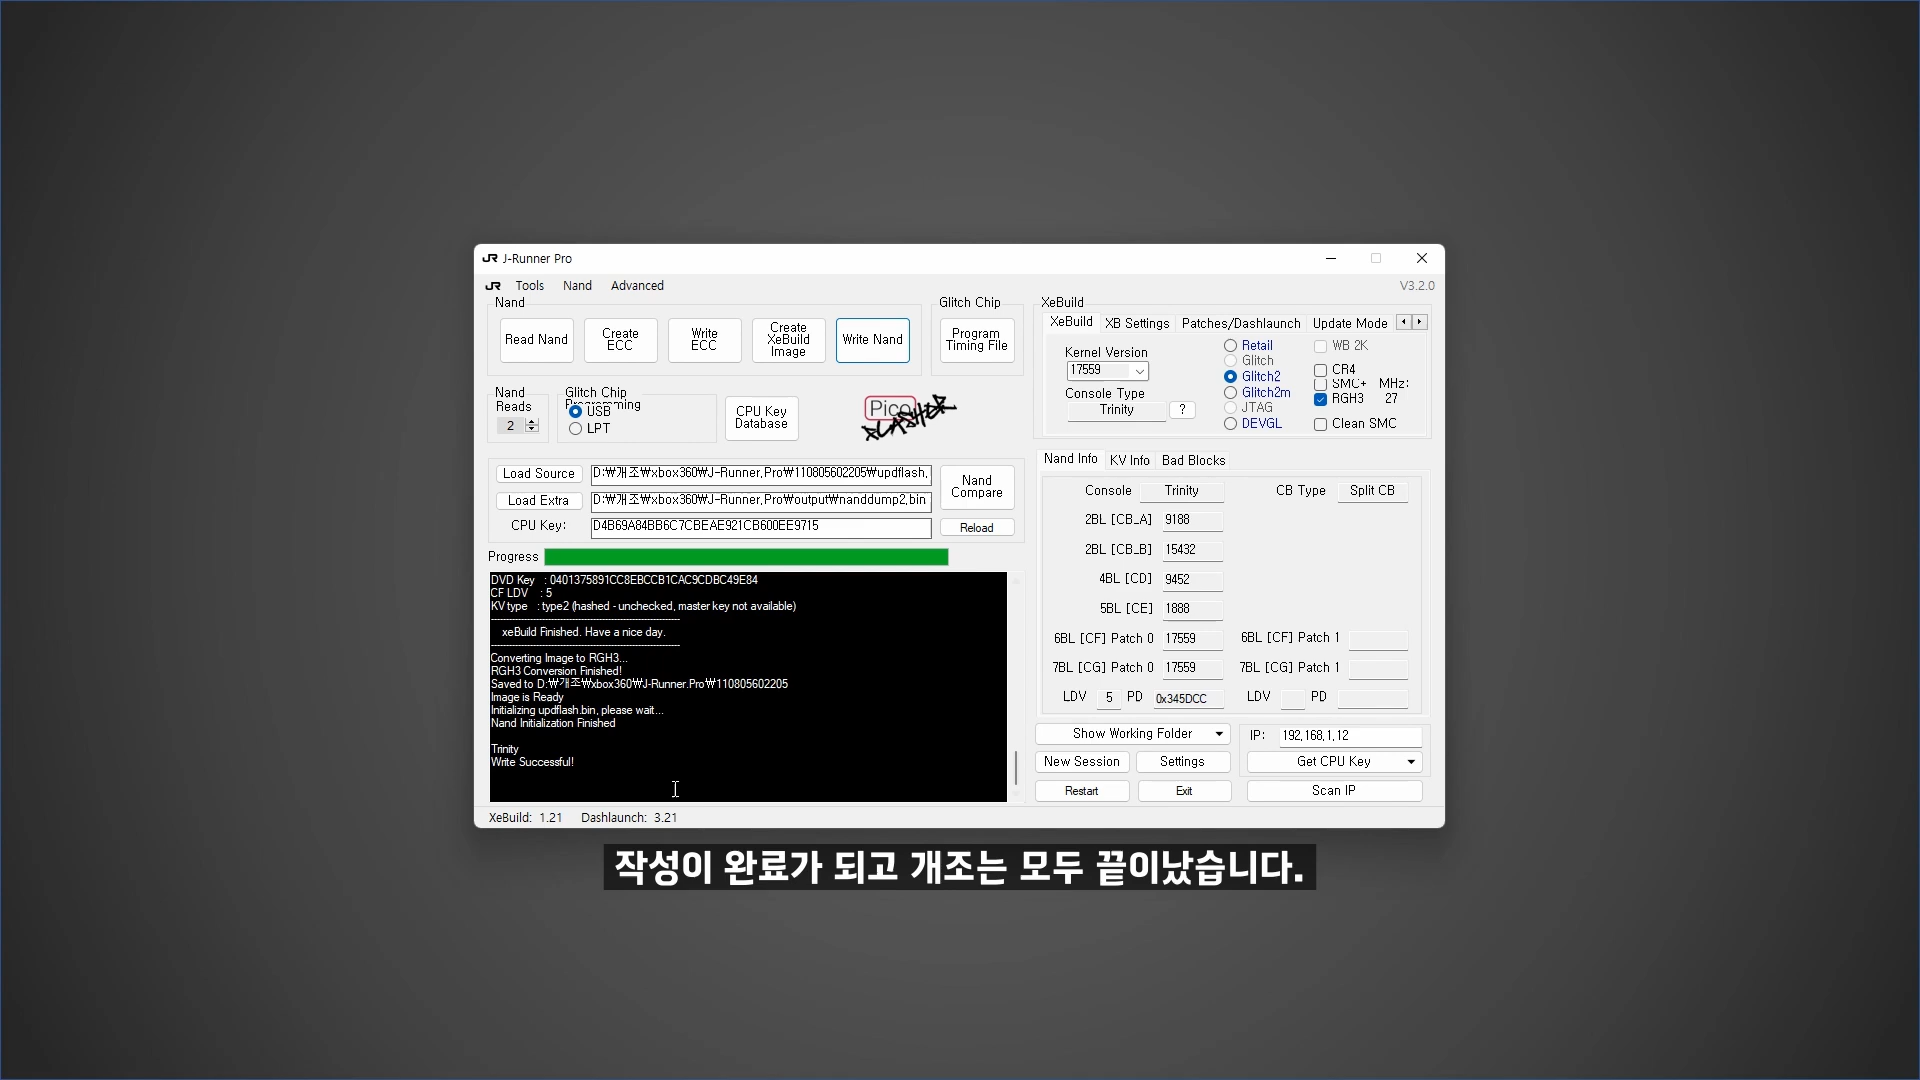 J-Runner Pro
Tools Nand Advanced V3.2.0
Nand
Read Nand
Create ECC
Write ECC
Create XeBuild Image
Write Nand
Glitch Chip
Program Timing File
Nand Reads
2
Glitch Chip Programming
USB
LPT
CPU Key Database
Pico FLASHER
Load Source D:₩개조₩xbox360₩J-Runner.Pro₩110805602205₩updflash.
Load Extra D:₩개조₩xbox360₩J-Runner.Pro₩output₩nanddump2.bin
Nand Compare
CPU Key: D4B69A84BB6C7CBEAE921CB600EE9715
Reload
Progress
DVD Key : 0401375891CC8EBCCB1CAC9CDBC49E84
CF LDV : 5
KV type : type2 (hashed - unchecked, master key not available)
---------------------------------------------------------------
xeBuild Finished. Have a nice day.
---------------------------------------------------------------
Converting Image to RGH3...
RGH3 Conversion Finished!
Saved to D:₩개조₩xbox360₩J-Runner.Pro₩110805602205
Image is Ready
Initializing updflash.bin, please wait...
Nand Initialization Finished
Trinity
Write Successful!
XeBuild: 1.21 Dashlaunch: 3.21
XeBuild
XeBuild XB Settings Patches/Dashlaunch Update Mode
Kernel Version
17559
Console Type
Trinity ?
Retail
Glitch
Glitch2
Glitch2m
JTAG
DEVGL
WB 2K
CR4
SMC+ MHz:
RGH3 27
Clean SMC
Nand Info KV Info Bad Blocks
Console Trinity CB Type Split CB
2BL [CB_A] 9188
2BL [CB_B] 15432
4BL [CD] 9452
5BL [CE] 1888
6BL [CF] Patch 0 17559 6BL [CF] Patch 1
7BL [CG] Patch 0 17559 7BL [CG] Patch 1
LDV 5 PD 0x345DCC LDV PD
Show Working Folder
IP: 192.168.1.12
New Session Settings Get CPU Key
Restart Exit Scan IP
작성이 완료가 되고 개조는 모두 끝이났습니다.